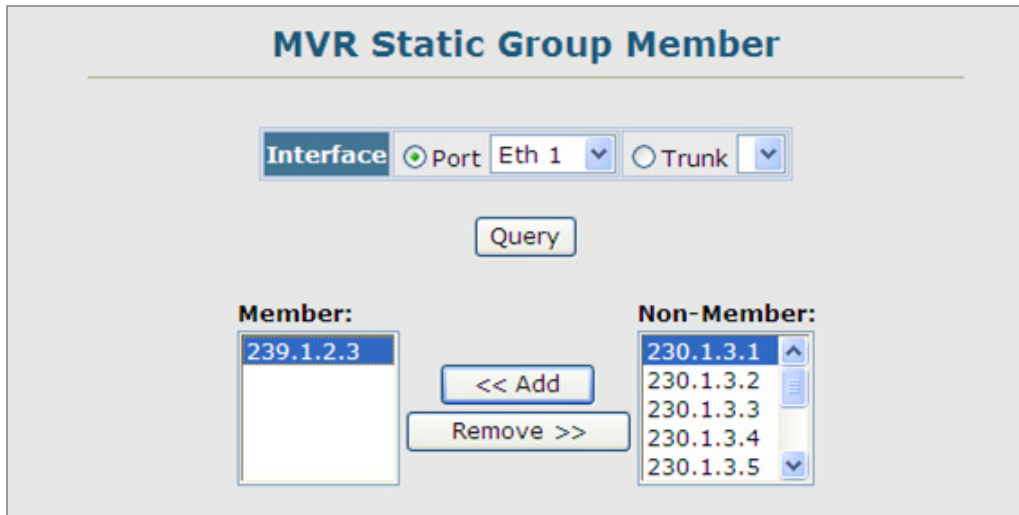 MVR Static Group Member
Interface Port Eth 1 Trunk
Query
Member: Non-Member:
239.1.2.3 230.1.3.1
<< Add 230.1.3.2
230.1.3.3
Remove >> 230.1.3.4
230.1.3.5